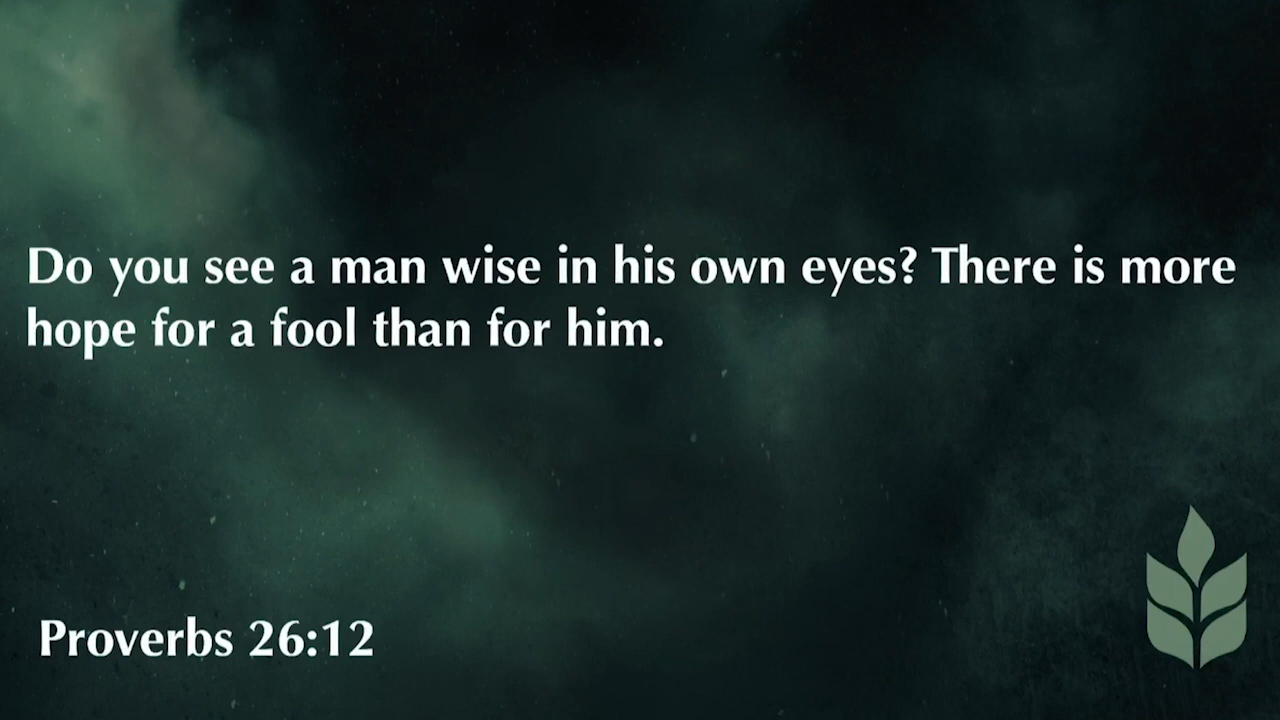 Do you see a man wise in his own eyes? There is more
hope for a fool than for him.
Proverbs 26:12